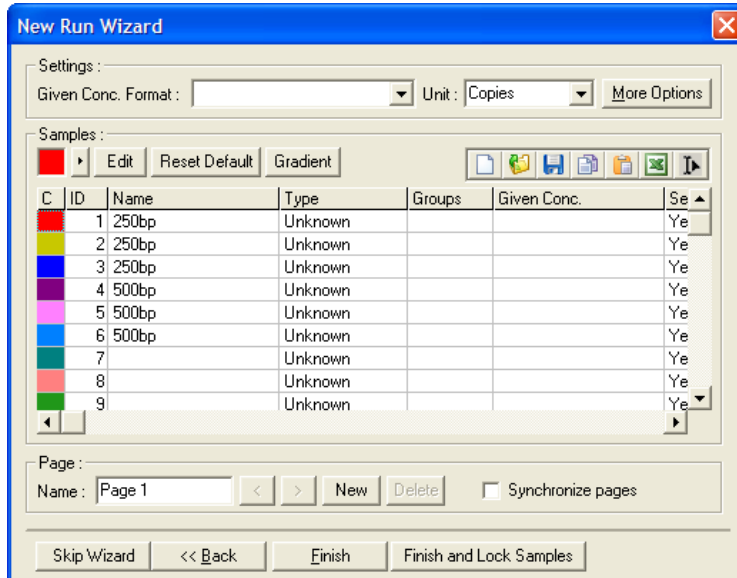 New Run Wizard
Settings :
Given Conc. Format : Unit : Copies More Options
Samples :
Edit Reset Default Gradient
C ID Name Type Groups Given Conc. Se
1 250bp Unknown Ye
2 250bp Unknown Ye
3 250bp Unknown Ye
4 500bp Unknown Ye
5 500bp Unknown Ye
6 500bp Unknown Ye
7 Unknown Ye
8 Unknown Ye
9 Unknown Ye
Page :
Name : Page 1 < > New Delete Synchronize pages
Skip Wizard << Back Finish Finish and Lock Samples